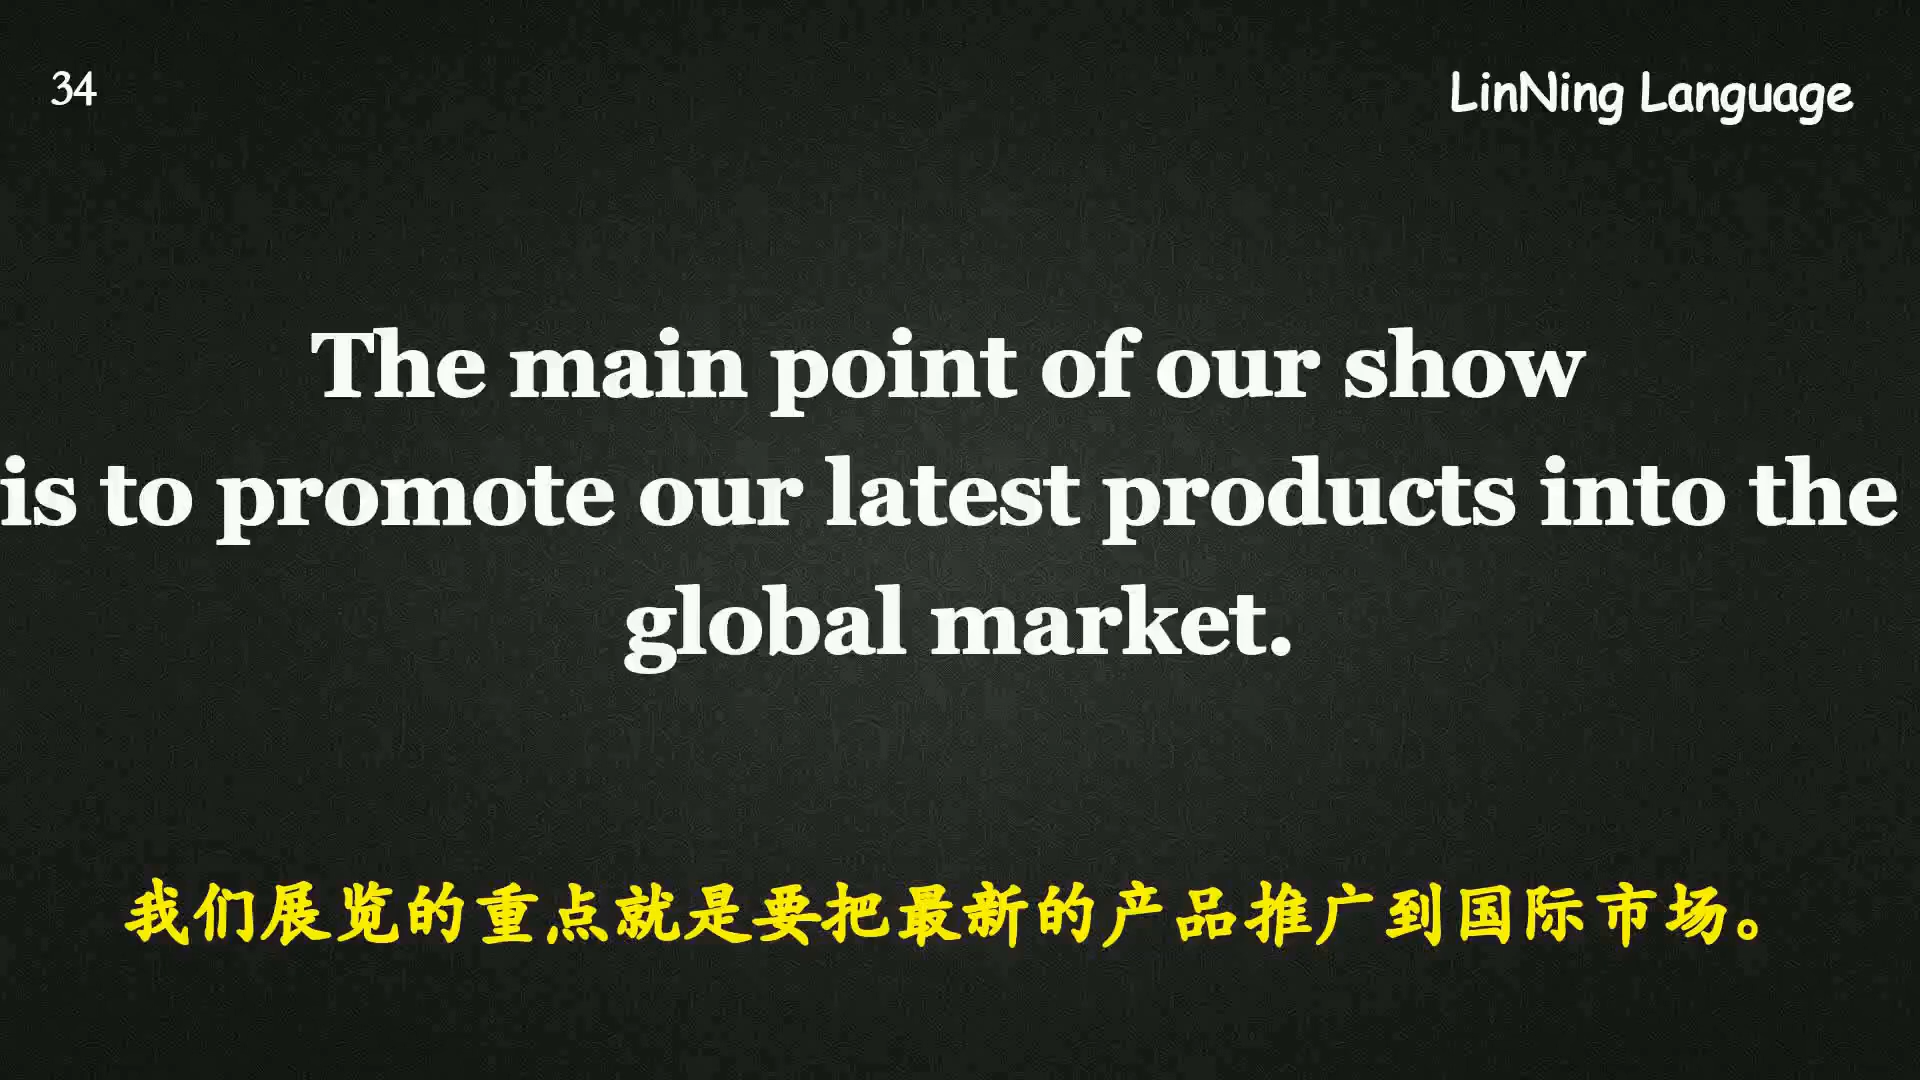 34
LinNing Language
The main point of our show
is to promote our latest products into the
global market.
我们展览的重点就是要把最新的产品推广到国际市场。